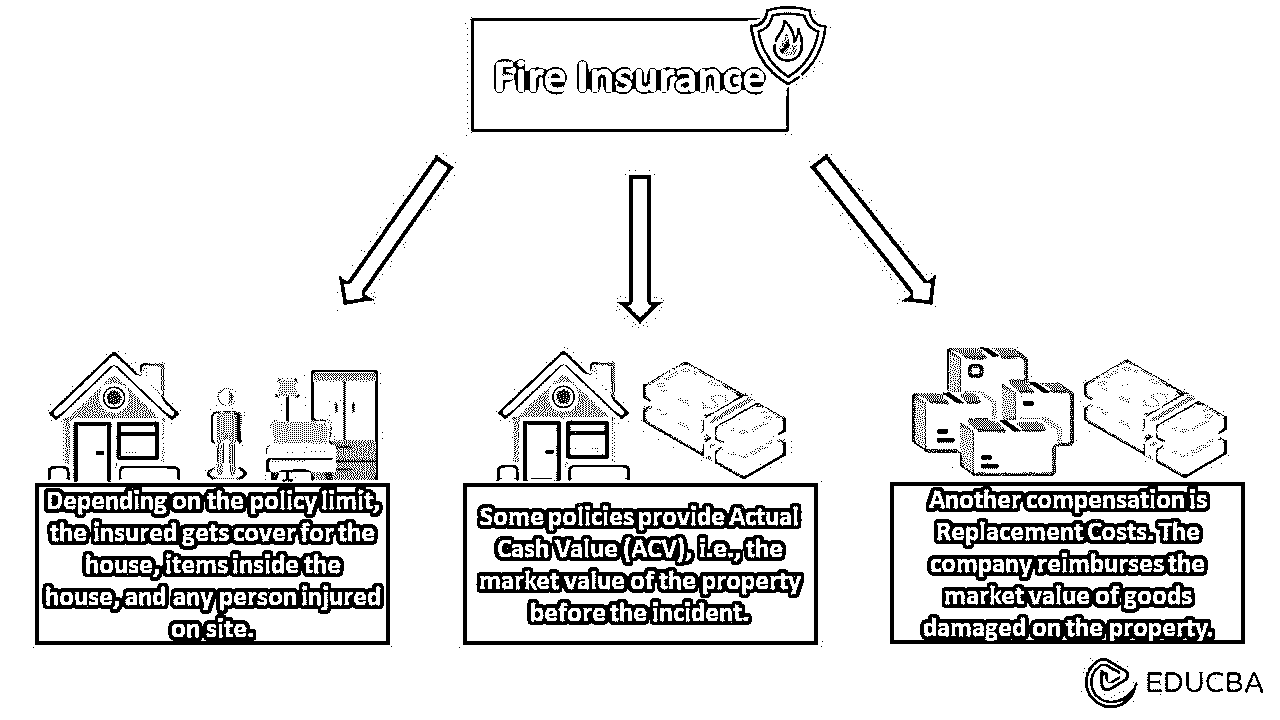 Fire Insurance
Depending on the policy limit,
the insured gets cover for the
house, items inside the
house, and any person injured
on site.
Some policies provide Actual
Cash Value (ACV), i.e., the
market value of the property
before the incident.
Another compensation is
Replacement Costs. The
company reimburses the
market value of goods
damaged on the property.
EDUCBA